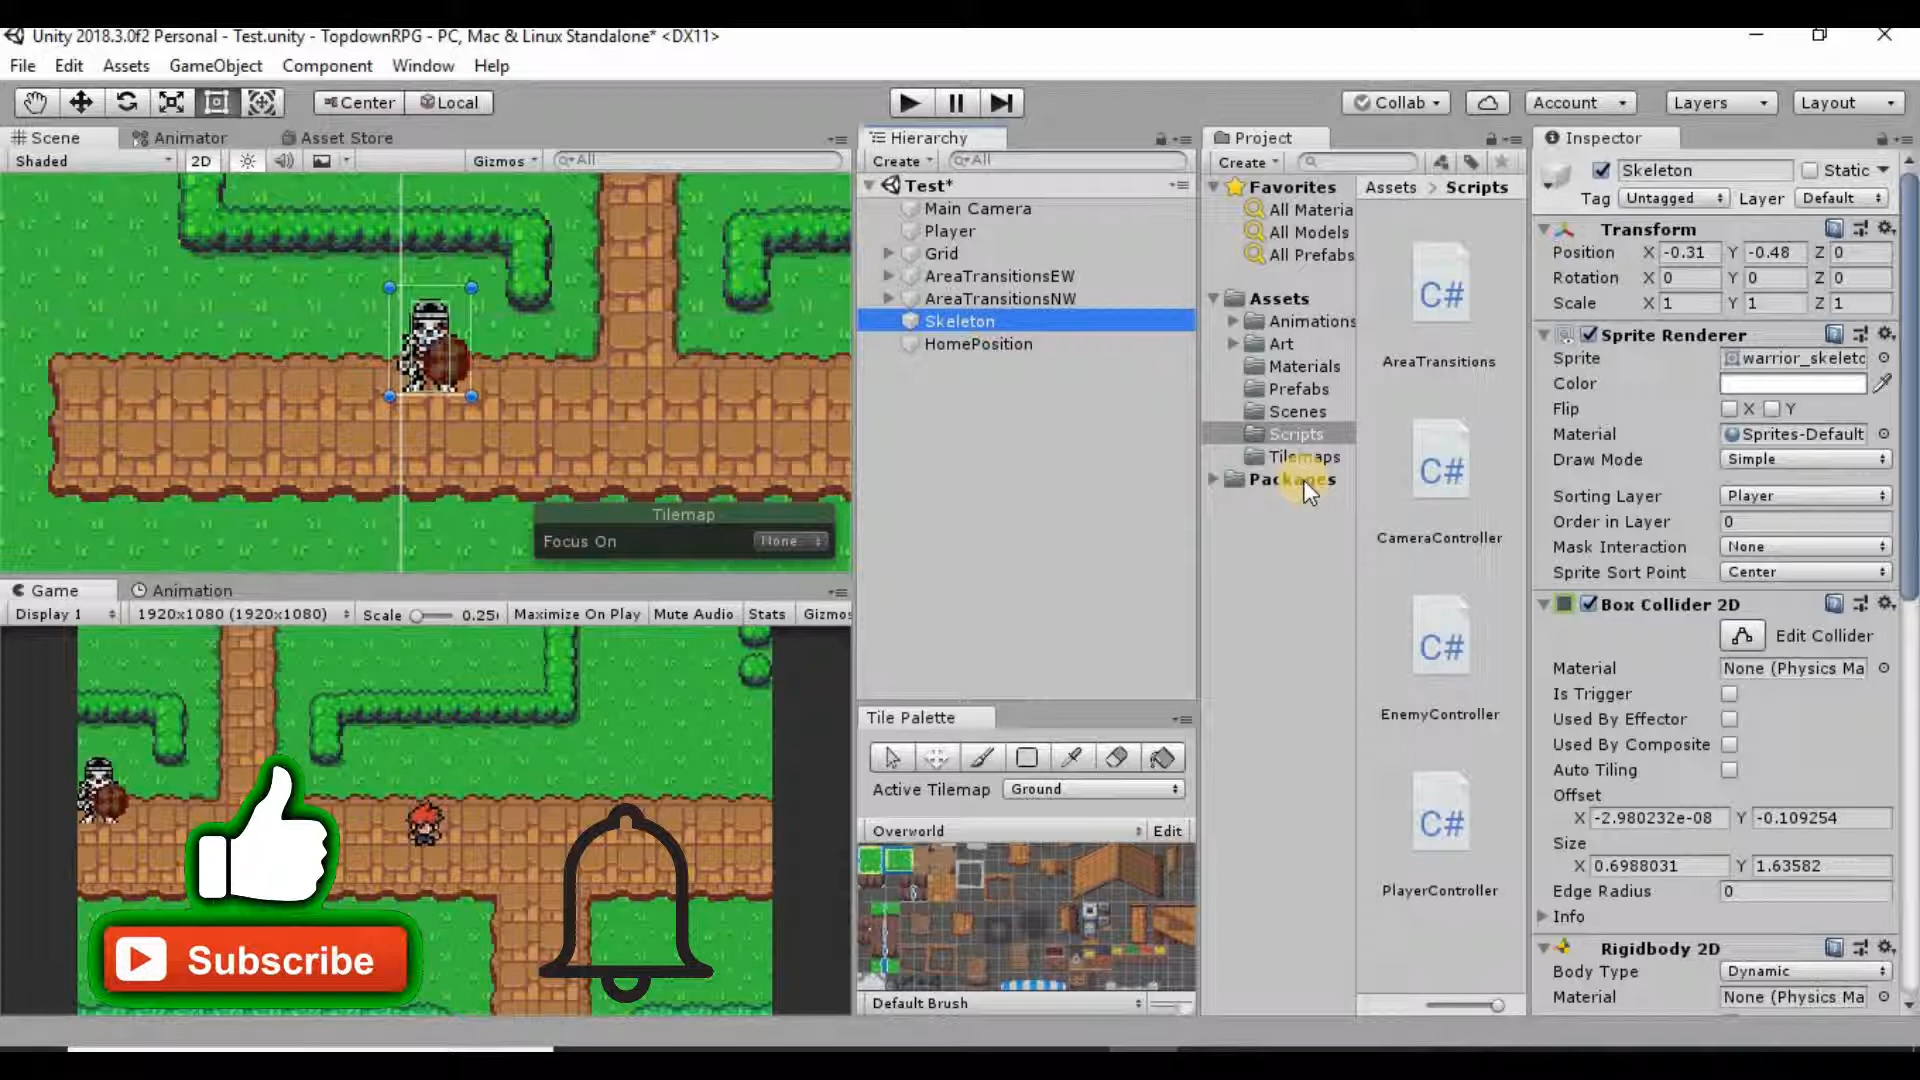 Unity 2018.3.0f2 Personal - Test.unity - TopdownRPG - PC, Mac & Linux Standalone* <DX11>
File Edit Assets GameObject Component Window Help
Center Local Collab Account Layers Layout
Scene Animator Asset Store
Shaded 2D Gizmos All
Tilemap
Focus On None
Game Animation
Display 1 1920x1080 (1920x1080) Scale 0.25 Maximize On Play Mute Audio Stats Gizmos
Subscribe
Hierarchy
Create All
Test*
Main Camera
Player
Grid
AreaTransitionsEW
AreaTransitionsNW
Skeleton
HomePosition
Tile Palette
Active Tilemap Ground
Overworld Edit
Default Brush
Project
Create
Favorites
All Materia
All Models
All Prefabs
Assets
Animations
Art
Materials
Prefabs
Scenes
Scripts
Tilemaps
Packages
Assets > Scripts
C#
AreaTransitions
C#
CameraController
C#
EnemyController
C#
PlayerController
Inspector
Skeleton Static
Tag Untagged Layer Default
Transform
Position X -0.31 Y -0.48 Z 0
Rotation X 0 Y 0 Z 0
Scale X 1 Y 1 Z 1
Sprite Renderer
Sprite warrior_skeletc
Color
Flip X Y
Material Sprites-Default
Draw Mode Simple
Sorting Layer Player
Order in Layer 0
Mask Interaction None
Sprite Sort Point Center
Box Collider 2D
Edit Collider
Material None (Physics Ma
Is Trigger
Used By Effector
Used By Composite
Auto Tiling
Offset
X -2.980232e-08 Y -0.109254
Size
X 0.6988031 Y 1.63582
Edge Radius 0
Info
Rigidbody 2D
Body Type Dynamic
Material None (Physics Ma